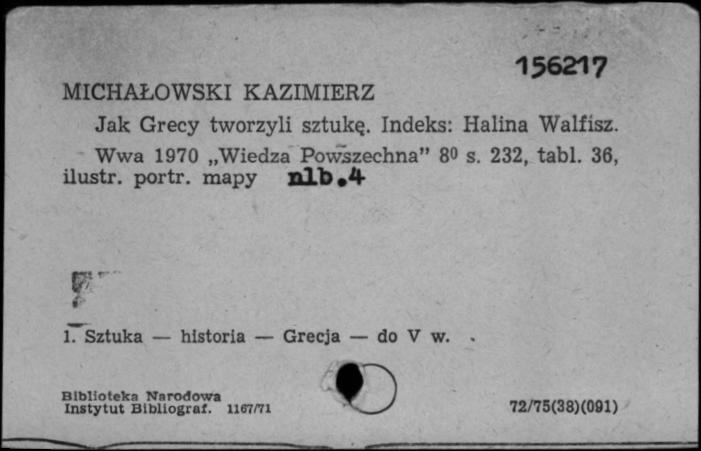 156217
MICHAŁOWSKI KAZIMIERZ
Jak Grecy tworzyli sztukę. Indeks: Halina Walfisz.
Wwa 1970 „Wiedza Powszechna” 8⁰ s. 232, tabl. 36,
ilustr. portr. mapy nlb.4
1. Sztuka — historia — Grecja — do V w.
Biblioteka Narodowa
Instytut Bibliograf. 1167/71
72/75(38)(091)